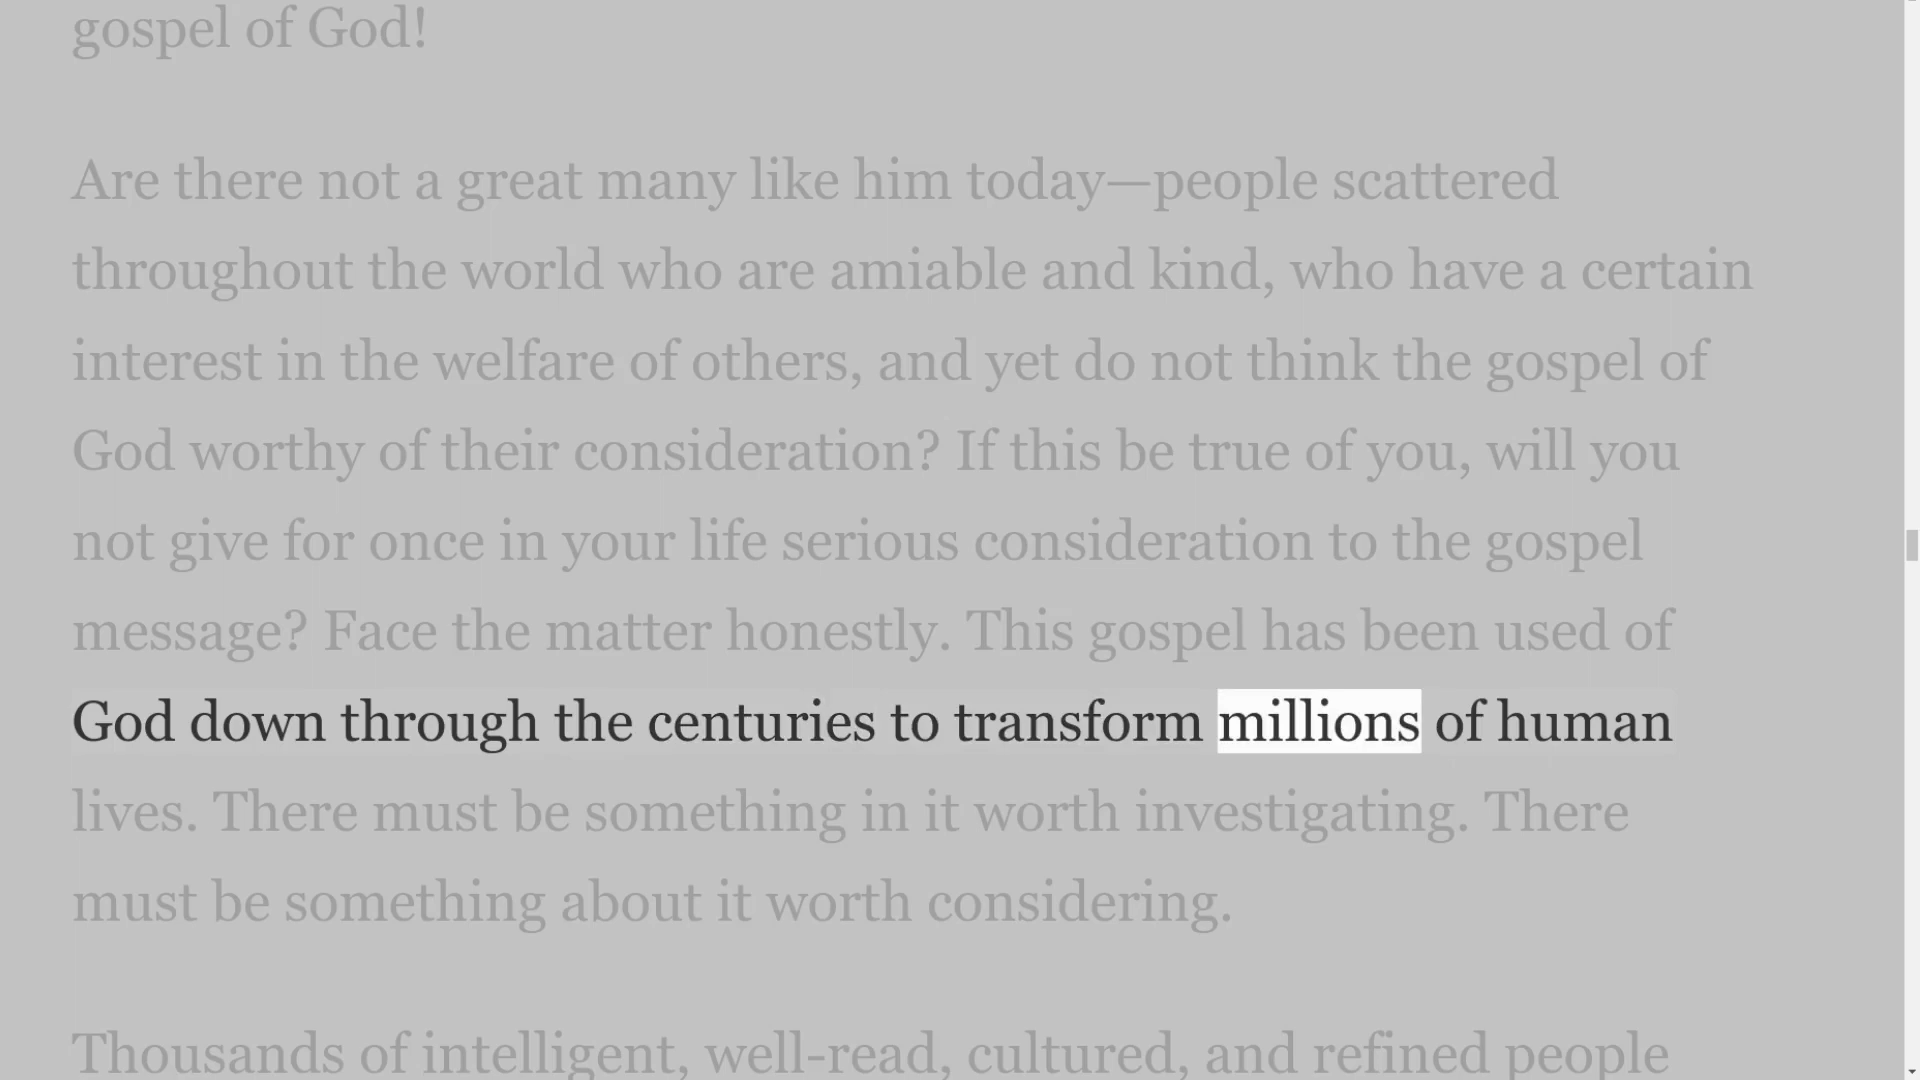 gospel of God!
Are there not a great many like him today—people scattered
throughout the world who are amiable and kind, who have a certain
interest in the welfare of others, and yet do not think the gospel of
God worthy of their consideration? If this be true of you, will you
not give for once in your life serious consideration to the gospel
message? Face the matter honestly. This gospel has been used of
God down through the centuries to transform millions of human
lives. There must be something in it worth investigating. There
must be something about it worth considering.
Thousands of intelligent, well-read, cultured, and refined people